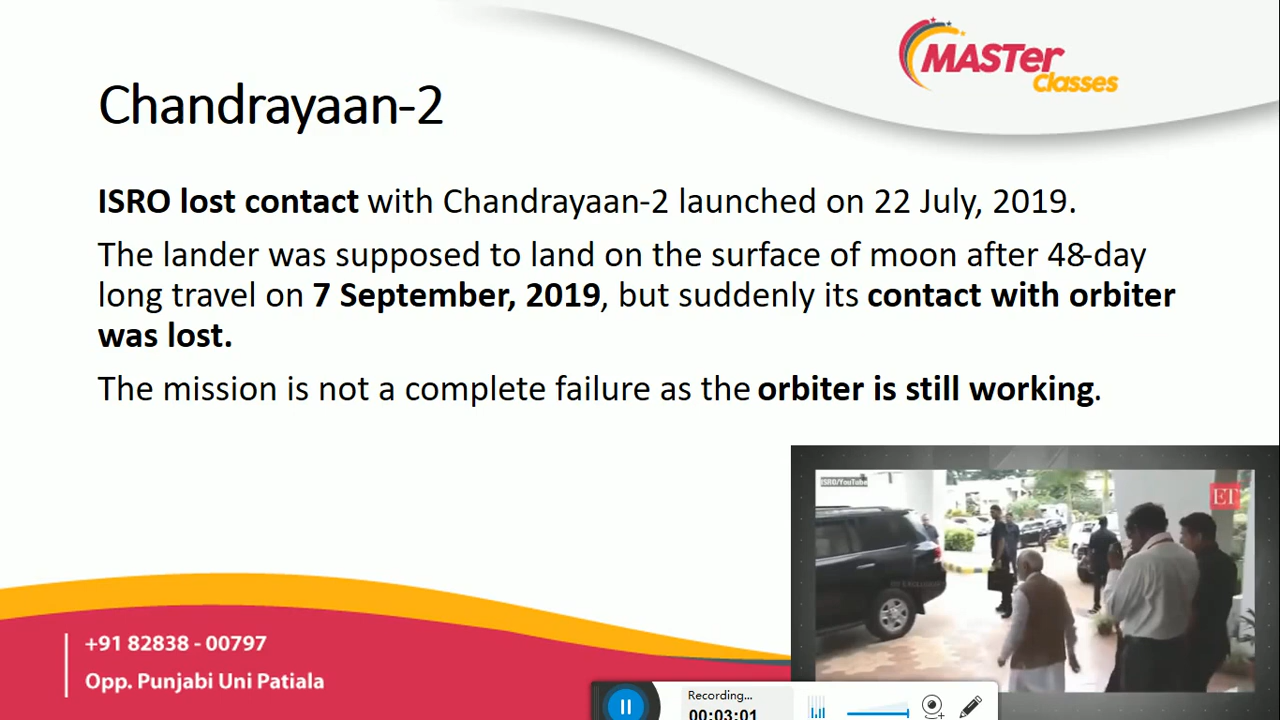 MASTer
Classes
Chandrayaan-2
ISRO lost contact with Chandrayaan-2 launched on 22 July, 2019.
The lander was supposed to land on the surface of moon after 48-day
long travel on 7 September, 2019, but suddenly its contact with orbiter
was lost.
The mission is not a complete failure as the orbiter is still working.
ISRO/YouTube
ET
+91 82838 - 00797
Opp. Punjabi Uni Patiala
Recording...
00:03:01